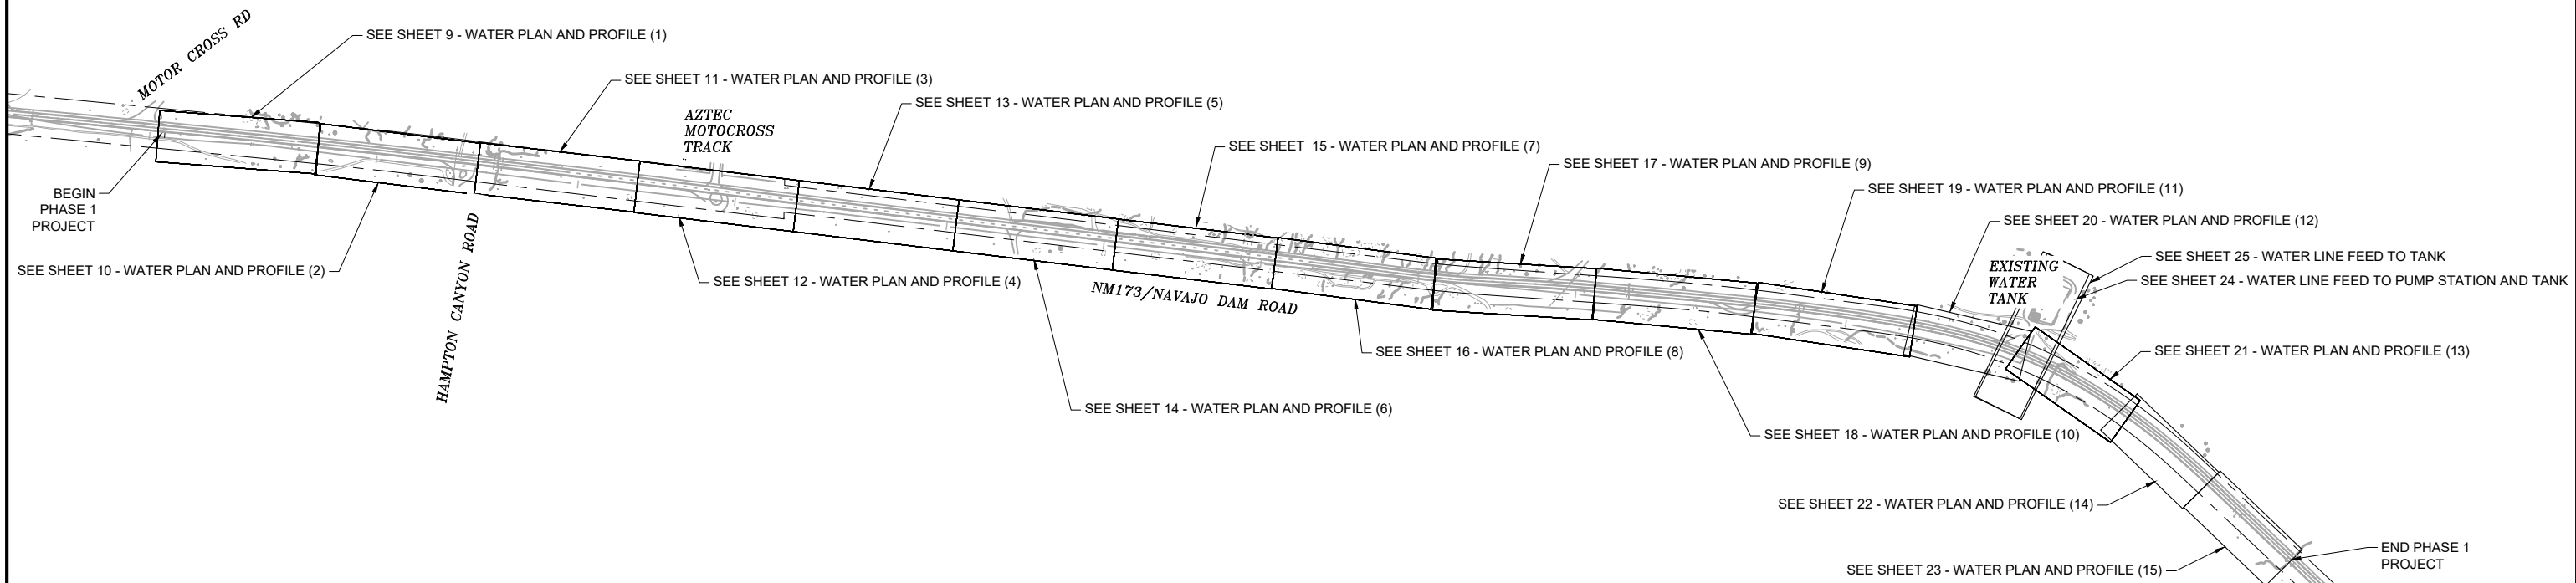 MOTOR CROSS RD
SEE SHEET 9 - WATER PLAN AND PROFILE (1)
SEE SHEET 11 - WATER PLAN AND PROFILE (3)
SEE SHEET 13 - WATER PLAN AND PROFILE (5)
AZTEC
MOTOCROSS
TRACK
SEE SHEET 15 - WATER PLAN AND PROFILE (7)
SEE SHEET 17 - WATER PLAN AND PROFILE (9)
SEE SHEET 19 - WATER PLAN AND PROFILE (11)
SEE SHEET 20 - WATER PLAN AND PROFILE (12)
BEGIN
PHASE 1
PROJECT
SEE SHEET 10 - WATER PLAN AND PROFILE (2)
HAMPTON CANYON ROAD
SEE SHEET 12 - WATER PLAN AND PROFILE (4)
NM173/NAVAJO DAM ROAD
EXISTING
WATER
TANK
SEE SHEET 25 - WATER LINE FEED TO TANK
SEE SHEET 24 - WATER LINE FEED TO PUMP STATION AND TANK
SEE SHEET 16 - WATER PLAN AND PROFILE (8)
SEE SHEET 21 - WATER PLAN AND PROFILE (13)
SEE SHEET 14 - WATER PLAN AND PROFILE (6)
SEE SHEET 18 - WATER PLAN AND PROFILE (10)
SEE SHEET 22 - WATER PLAN AND PROFILE (14)
END PHASE 1
PROJECT
SEE SHEET 23 - WATER PLAN AND PROFILE (15)